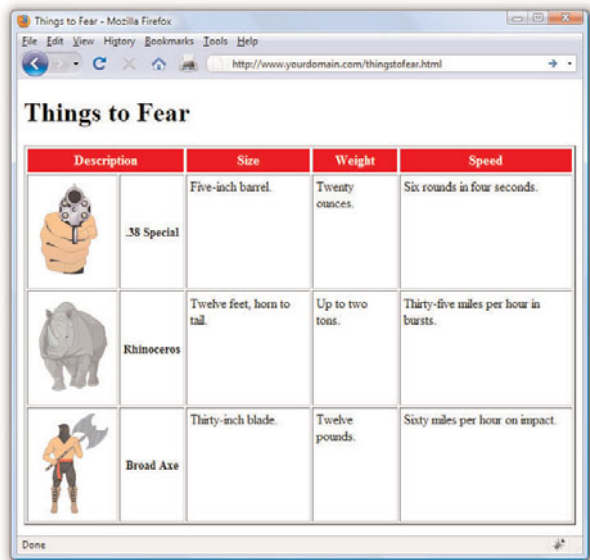 Things to Fear - Mozilla Firefox
File Edit View History Bookmarks Tools Help
http://www.yourdomain.com/thingstofear.html
Things to Fear
Description Size Weight Speed
.38 Special Five-inch barrel. Twenty ounces. Six rounds in four seconds.
Rhinoceros Twelve feet, horn to tail. Up to two tons. Thirty-five miles per hour in bursts.
Broad Axe Thirty-inch blade. Twelve pounds. Sixty miles per hour on impact.
Done